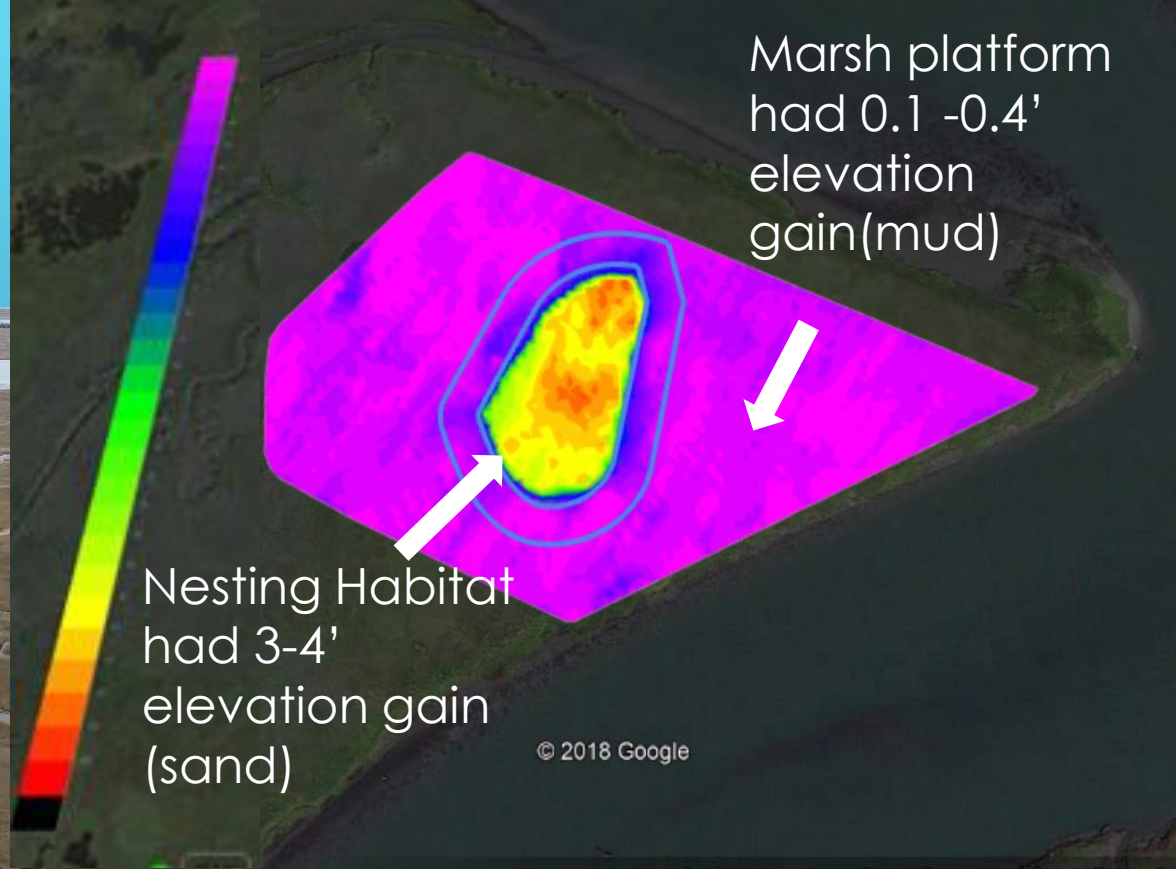 Marsh platform
had 0.1 -0.4’
elevation
gain(mud)
Nesting Habitat
had 3-4’
elevation gain
(sand)
© 2018 Google